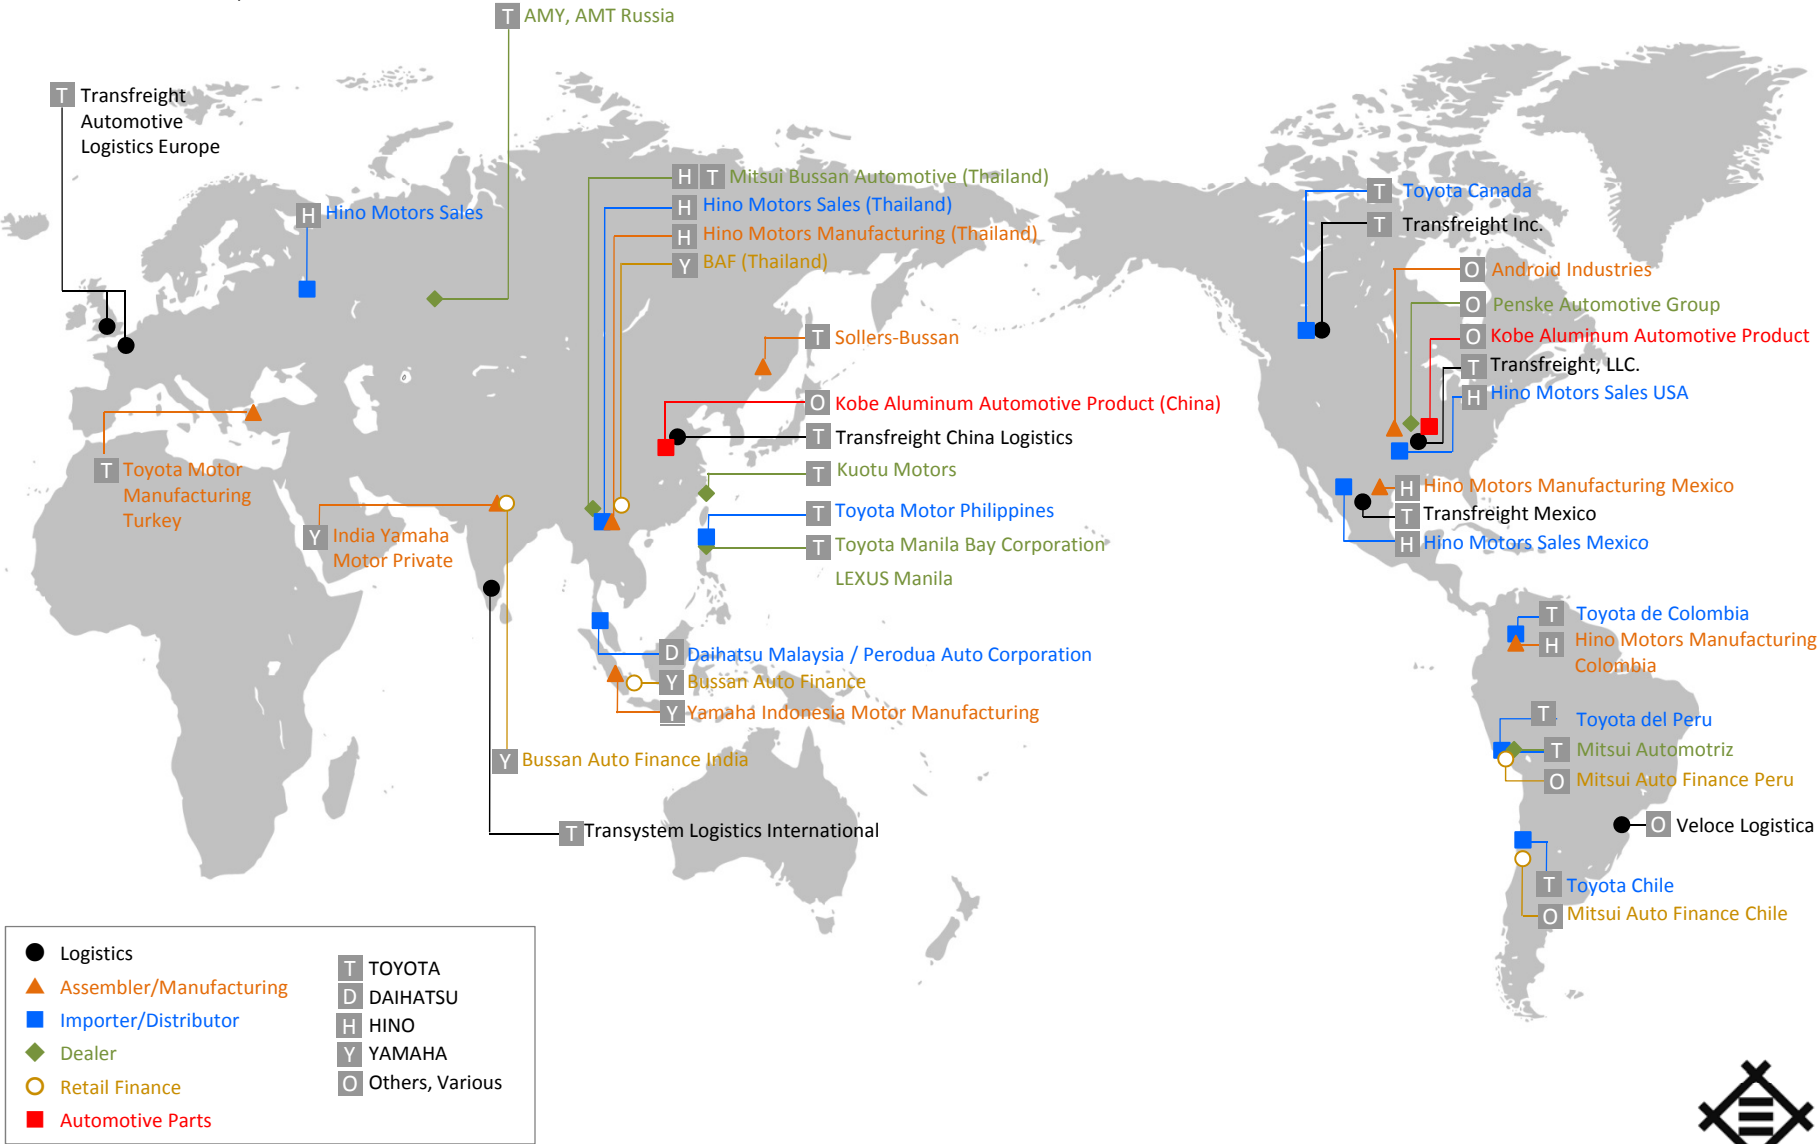 T AMY, AMT Russia
T Transfreight
Automotive
Logistics Europe
H Hino Motors Sales
H T Mitsui Bussan Automotive (Thailand)
H Hino Motors Sales (Thailand)
H Hino Motors Manufacturing (Thailand)
Y BAF (Thailand)
T Sollers-Bussan
O Kobe Aluminum Automotive Product (China)
T Transfreight China Logistics
T Kuotu Motors
T Toyota Motor Philippines
T Toyota Manila Bay Corporation
LEXUS Manila
T Toyota Motor
Manufacturing
Turkey
Y India Yamaha
Motor Private
D Daihatsu Malaysia / Perodua Auto Corporation
Y Bussan Auto Finance
Y Yamaha Indonesia Motor Manufacturing
Y Bussan Auto Finance India
T Transystem Logistics International
T Toyota Canada
T Transfreight Inc.
O Android Industries
O Penske Automotive Group
O Kobe Aluminum Automotive Product
T Transfreight, LLC.
H Hino Motors Sales USA
H Hino Motors Manufacturing Mexico
T Transfreight Mexico
H Hino Motors Sales Mexico
T Toyota de Colombia
H Hino Motors Manufacturing
Colombia
T Toyota del Peru
T Mitsui Automotriz
O Mitsui Auto Finance Peru
O Veloce Logistica
T Toyota Chile
O Mitsui Auto Finance Chile
Logistics
Assembler/Manufacturing
Importer/Distributor
Dealer
Retail Finance
Automotive Parts
T TOYOTA
D DAIHATSU
H HINO
Y YAMAHA
O Others, Various